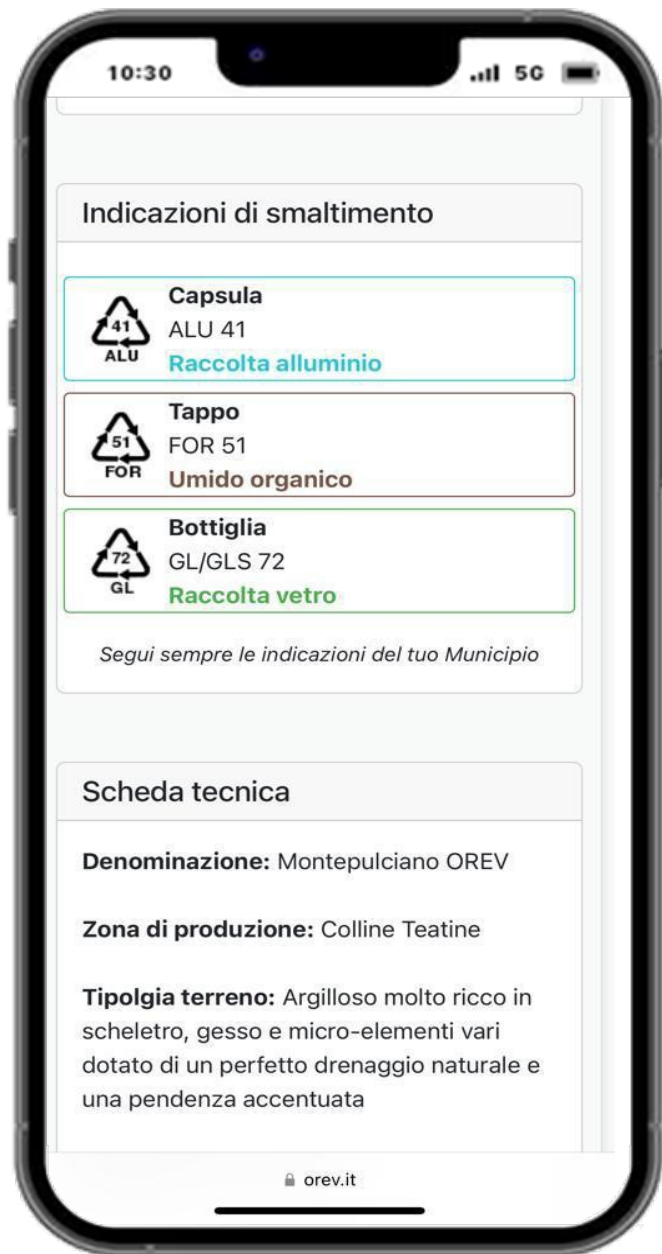 10:30
5G
Indicazioni di smaltimento
41
ALU
Capsula
ALU 41
Raccolta alluminio
51
FOR
Tappo
FOR 51
Umido organico
72
GL
Bottiglia
GL/GLS 72
Raccolta vetro
Segui sempre le indicazioni del tuo Municipio
Scheda tecnica
Denominazione: Montepulciano OREV
Zona di produzione: Colline Teatine
Tipolgia terreno: Argilloso molto ricco in
scheletro, gesso e micro-elementi vari
dotato di un perfetto drenaggio naturale e
una pendenza accentuata
orev.it